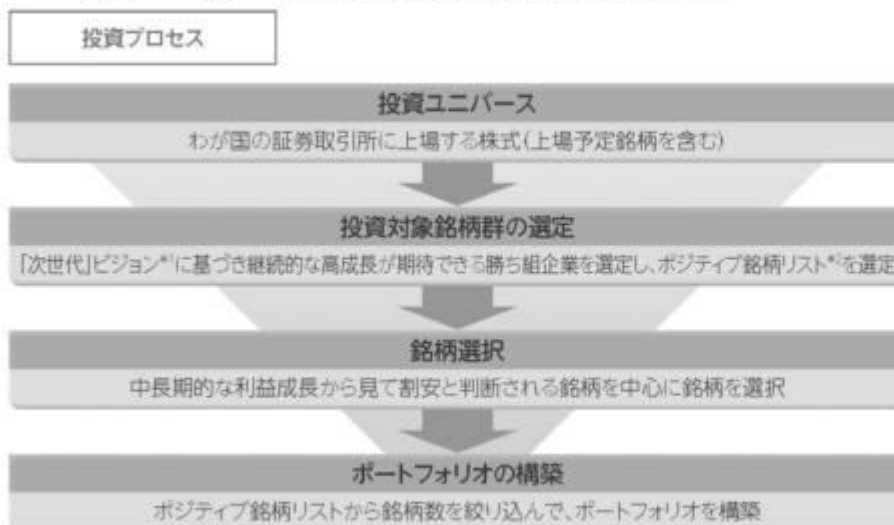 投資プロセス
投資ユニバース
わが国の証券取引所に上場する株式(上場予定銘柄を含む)
投資対象銘柄群の選定
「次世代」ビジョン*¹に基づき継続的な高成長が期待できる勝ち組企業を選定し、ポジティブ銘柄リスト*²を選定
銘柄選択
中長期的な利益成長から見て割安と判断される銘柄を中心に銘柄を選択
ポートフォリオの構築
ポジティブ銘柄リストから銘柄数を絞り込んで、ポートフォリオを構築